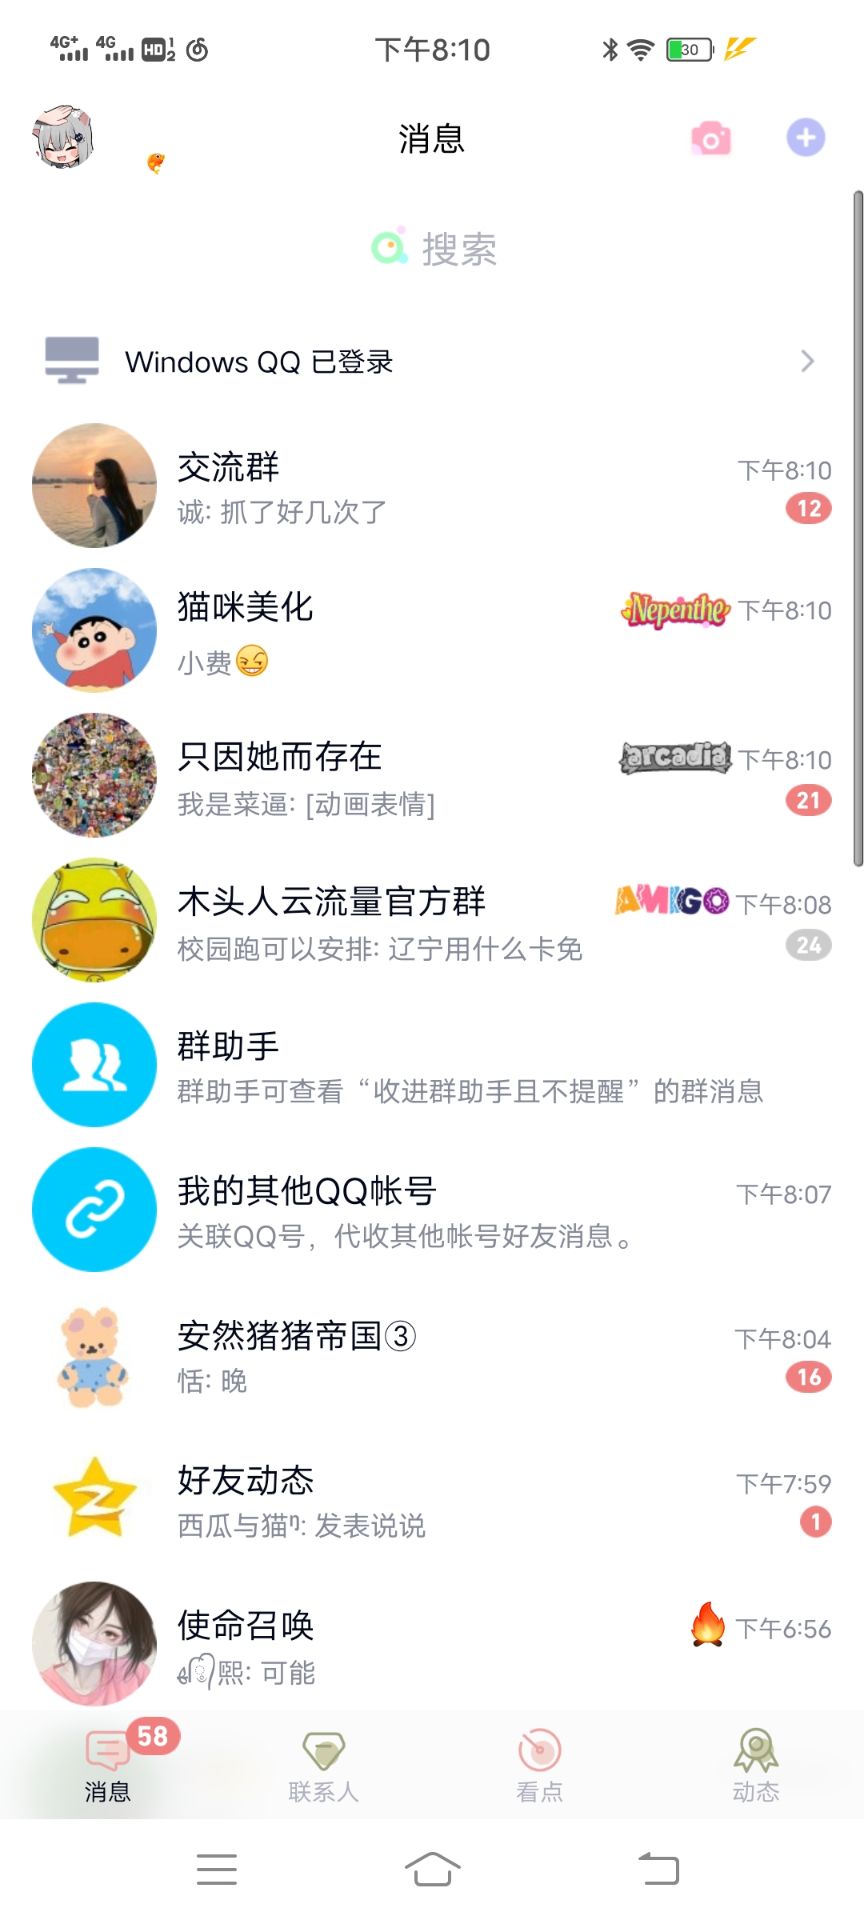 4G+ 4G HD 1 2
下午8:10
30
消息
搜索
Windows QQ 已登录
交流群
下午8:10
诚: 抓了好几次了
12
猫咪美化
Nepenthe 下午8:10
小费
只因她而存在
arcadia 下午8:10
我是菜逼: [动画表情]
21
木头人云流量官方群
AMIGO 下午8:08
校园跑可以安排: 辽宁用什么卡免
24
群助手
群助手可查看“收进群助手且不提醒”的群消息
我的其他QQ帐号
下午8:07
关联QQ号，代收其他帐号好友消息。
安然猪猪帝国③
下午8:04
恬: 晚
16
好友动态
下午7:59
西瓜与猫: 发表说说
1
使命召唤
下午6:56
熙: 可能
58
消息
联系人
看点
动态